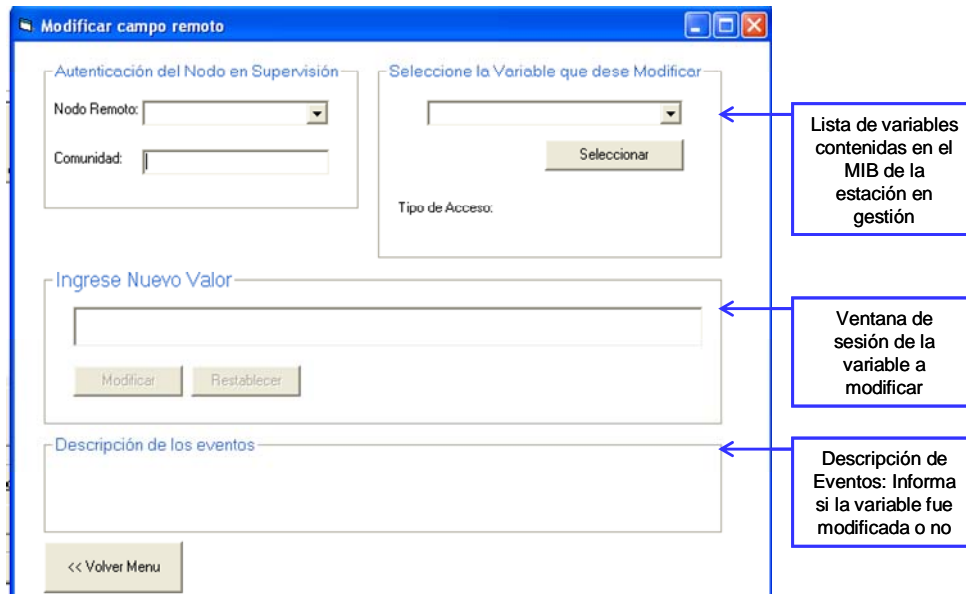 Modificar campo remoto
Autenticación del Nodo en Supervisión
Nodo Remoto:
Comunidad:
Seleccione la Variable que dese Modificar
Seleccionar
Tipo de Acceso:
Lista de variables
contenidas en el
MIB de la
estación en
gestión
Ingrese Nuevo Valor
Modificar
Restablecer
Ventana de
sesión de la
variable a
modificar
Descripción de los eventos
Descripción de
Eventos: Informa
si la variable fue
modificada o no
<< Volver Menu